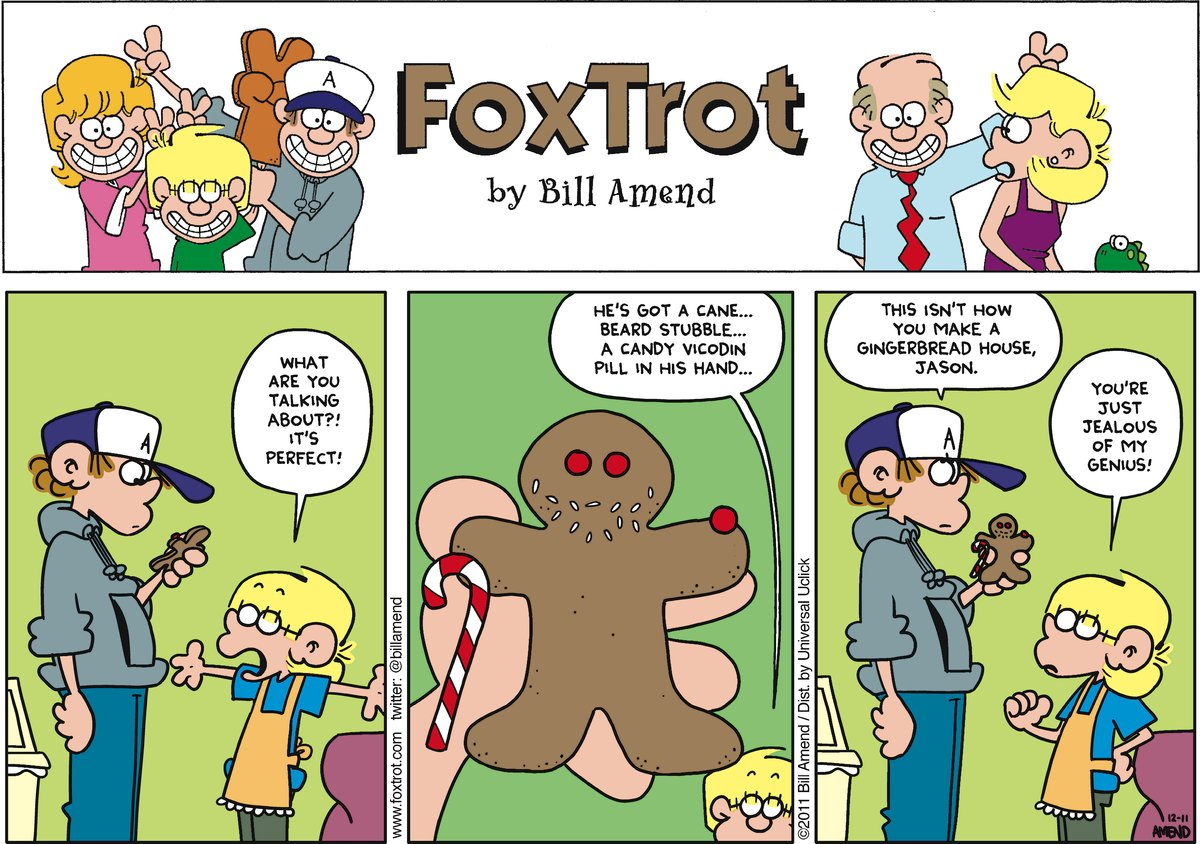 A
FoxTrot
by Bill Amend
WHAT
ARE YOU
TALKING
ABOUT?!
IT'S
PERFECT!
A
www.foxtrot.com twitter: @billamend
HE'S GOT A CANE...
BEARD STUBBLE...
A CANDY VICODIN
PILL IN HIS HAND...
©2011 Bill Amend / Dist. by Universal Uclick
THIS ISN'T HOW
YOU MAKE A
GINGERBREAD HOUSE,
JASON.
YOU'RE
JUST
JEALOUS
OF MY
GENIUS!
A
12-11
AMEND